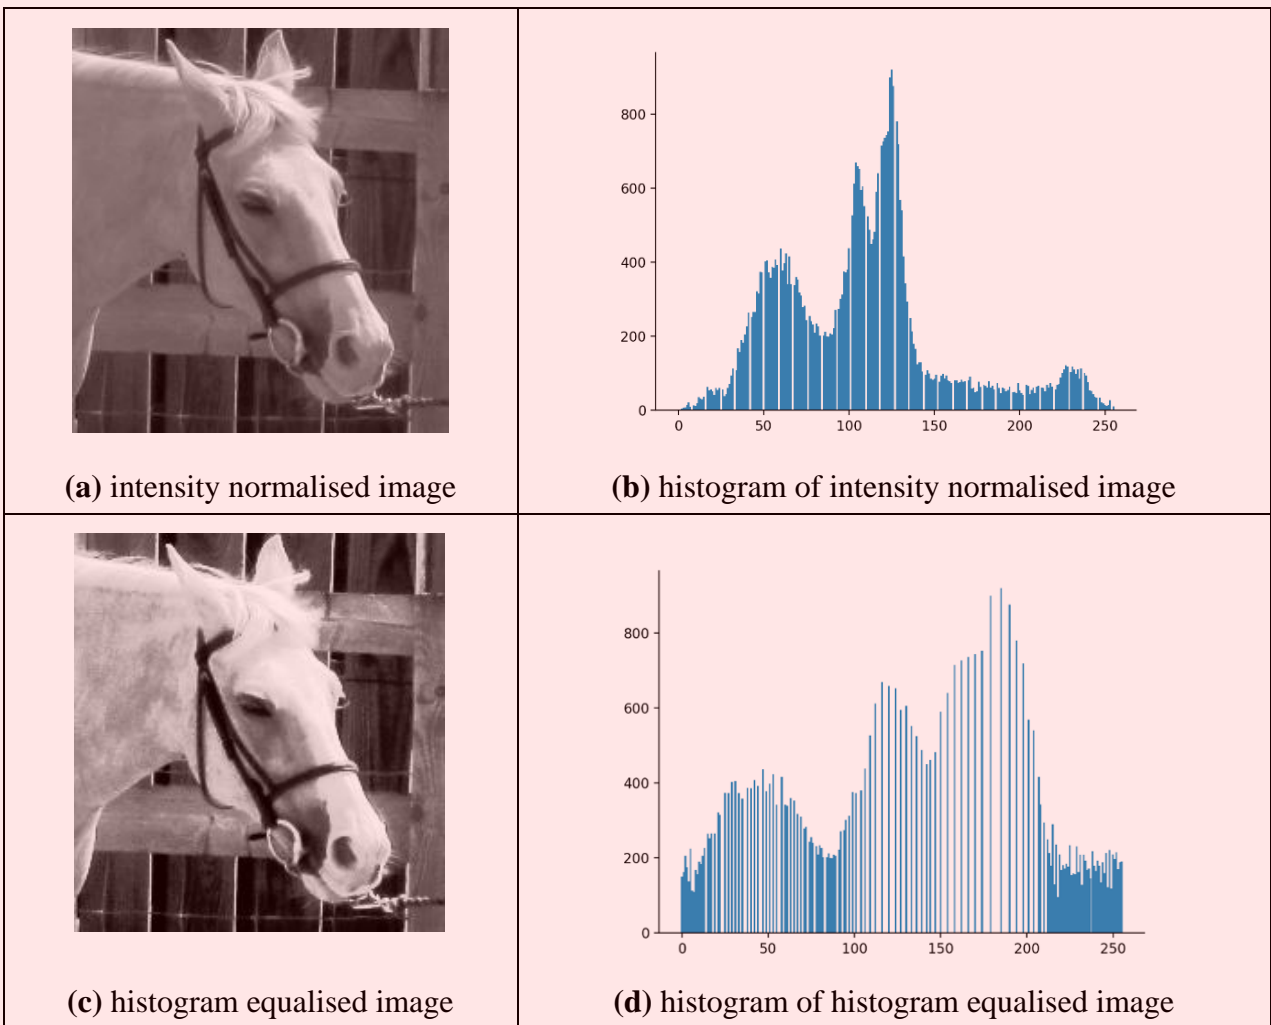 800
600
400
200
0
0 50 100 150 200 250
(a) intensity normalised image
(b) histogram of intensity normalised image
800
600
400
200
0
0 50 100 150 200 250
(c) histogram equalised image
(d) histogram of histogram equalised image